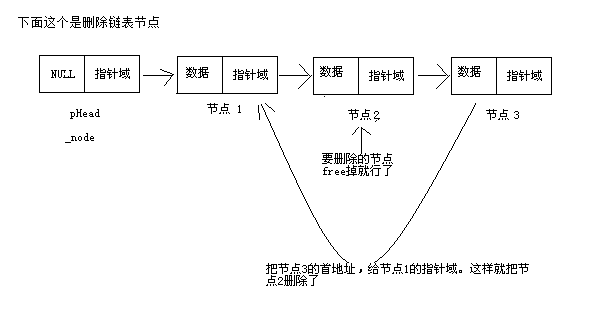 下面这个是删除链表节点
NULL 指针域 数据 指针域 数据 指针域 数据 指针域
节点 1 节点2 节点 3
pHead
_node
要删除的节点
free掉就行了
把节点3的首地址，给节点1的指针域。这样就把节
点2删除了